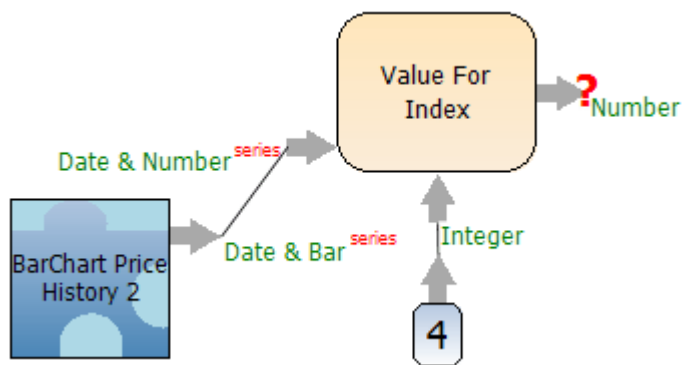 Value For
Index
?
Number
Date & Number series
BarChart Price
History 2
Date & Bar series
Integer
4